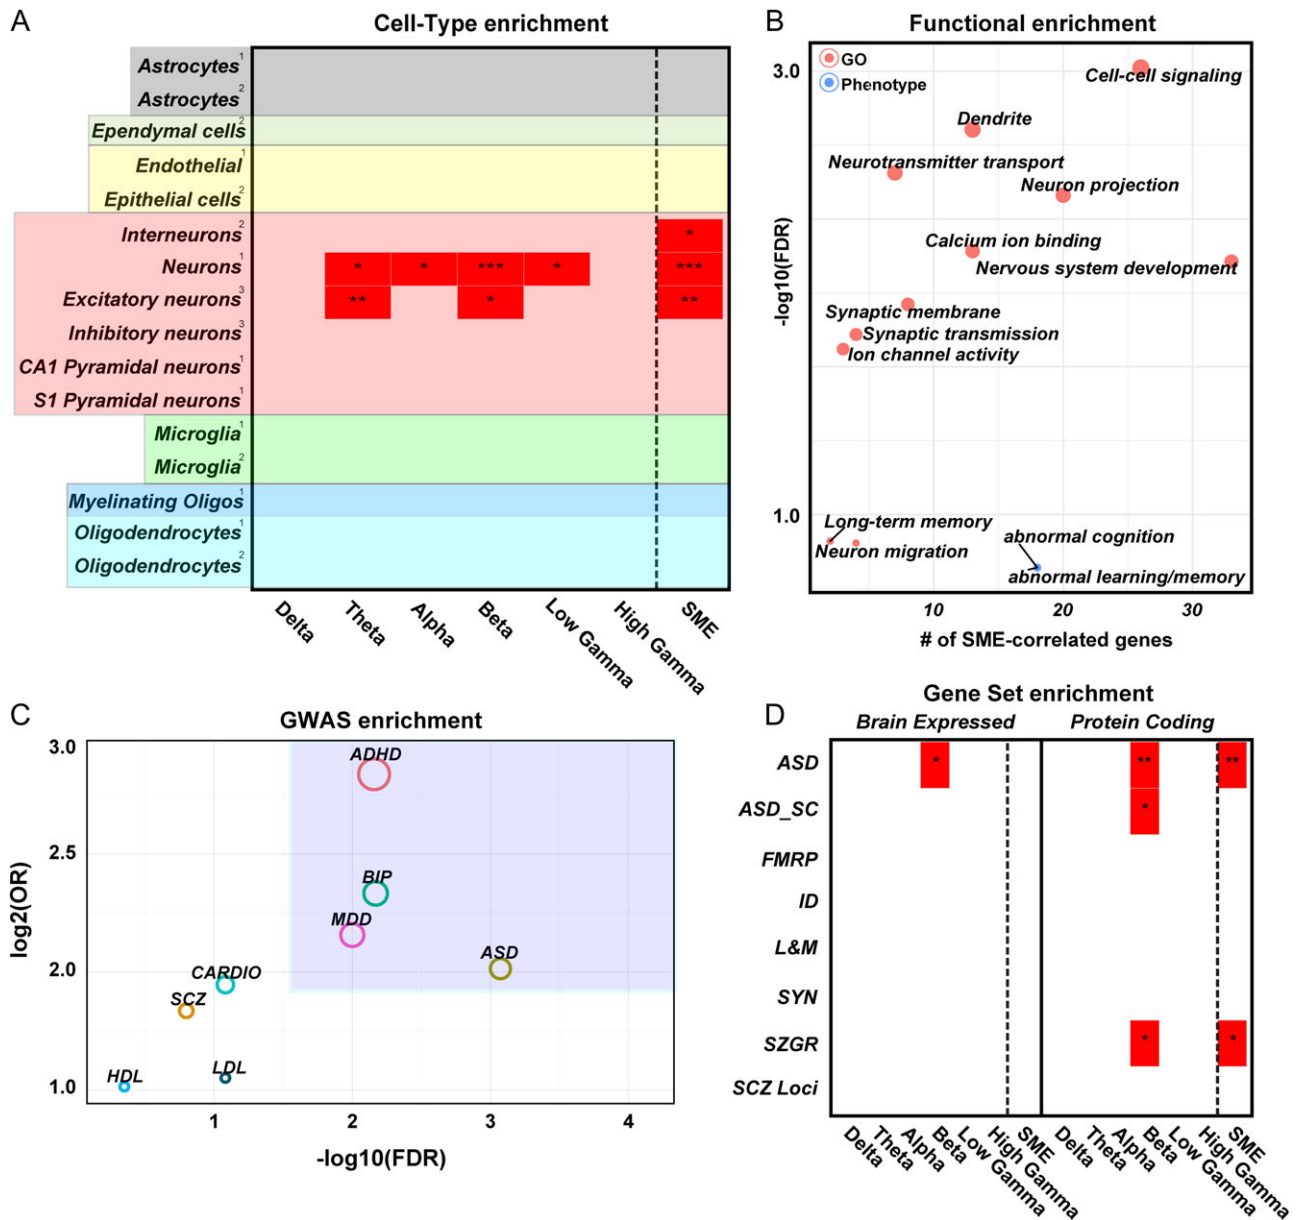 A
Cell-Type enrichment
Astrocytes1
Astrocytes2
Ependymal cells2
Endothelial1
Epithelial cells2
Interneurons2
*
Neurons1
* * *** * ***
Excitatory neurons3
** * **
Inhibitory neurons3
CA1 Pyramidal neurons1
S1 Pyramidal neurons1
Microglia1
Microglia2
Myelinating Oligos1
Oligodendrocytes1
Oligodendrocytes2
Delta
Theta
Alpha
Beta
Low Gamma
High Gamma
SME
B
Functional enrichment
GO
Phenotype
3.0
1.0
-log10(FDR)
Cell-cell signaling
Dendrite
Neurotransmitter transport
Neuron projection
Calcium ion binding
Nervous system development
Synaptic membrane
Synaptic transmission
Ion channel activity
Long-term memory
Neuron migration
abnormal cognition
abnormal learning/memory
10 20 30
# of SME-correlated genes
C
GWAS enrichment
3.0
2.5
2.0
1.0
log2(OR)
ADHD
BIP
MDD
ASD
CARDIO
SCZ
LDL
HDL
1 2 3 4
-log10(FDR)
D
Gene Set enrichment
Brain Expressed Protein Coding
ASD
* ** **
ASD_SC
*
FMRP
ID
L&M
SYN
SZGR
* *
SCZ Loci
Delta
Theta
Alpha
Beta
Low Gamma
High Gamma
SME
Delta
Theta
Alpha
Beta
Low Gamma
High Gamma
SME